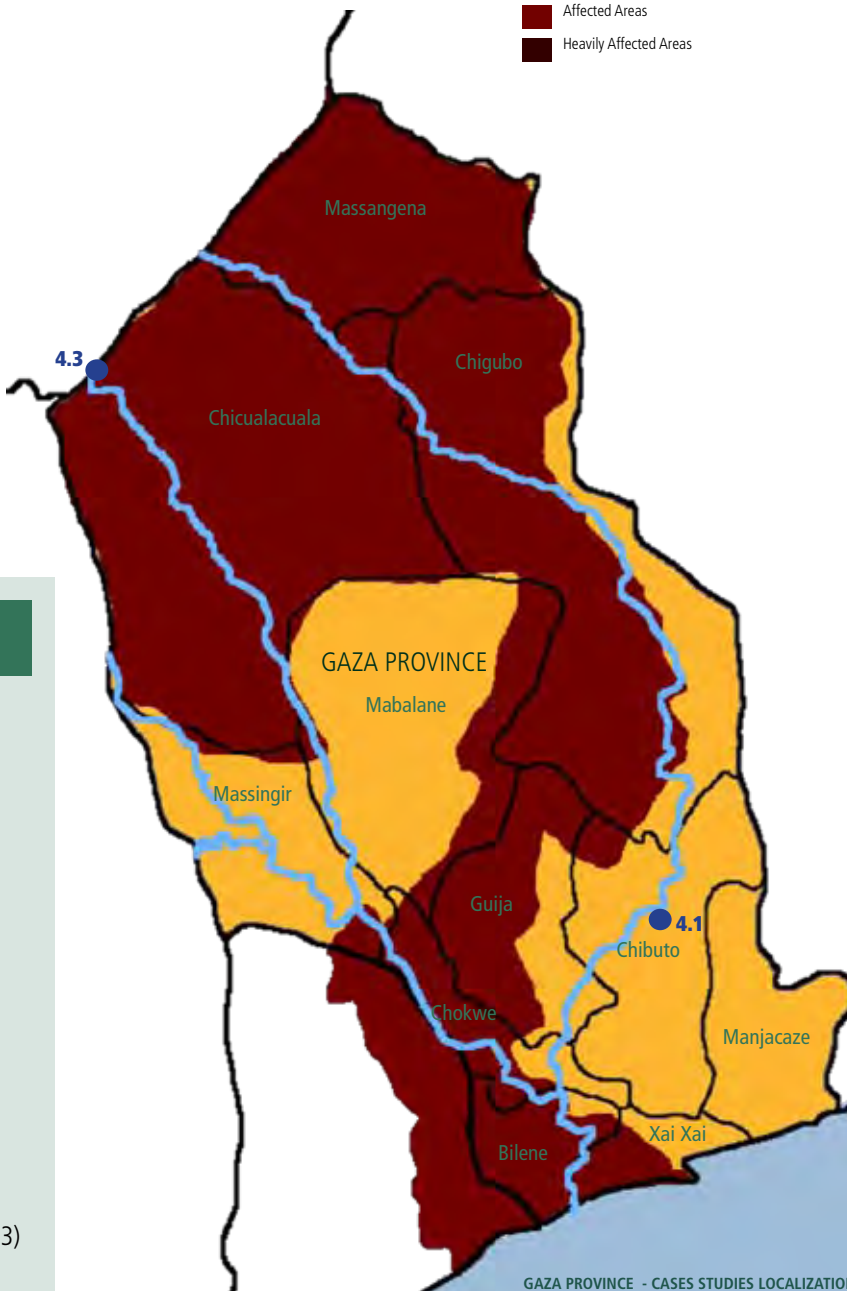 Affected Areas
Heavily Affected Areas
Massangena
4.3
Chigubo
Chicualacuala
GAZA PROVINCE
Mabalane
Massingir
Guija
4.1
Chibuto
Chokwe
Manjacaze
Xai Xai
Bilene
3)
GAZA PROVINCE - CASES STUDIES LOCALIZATION